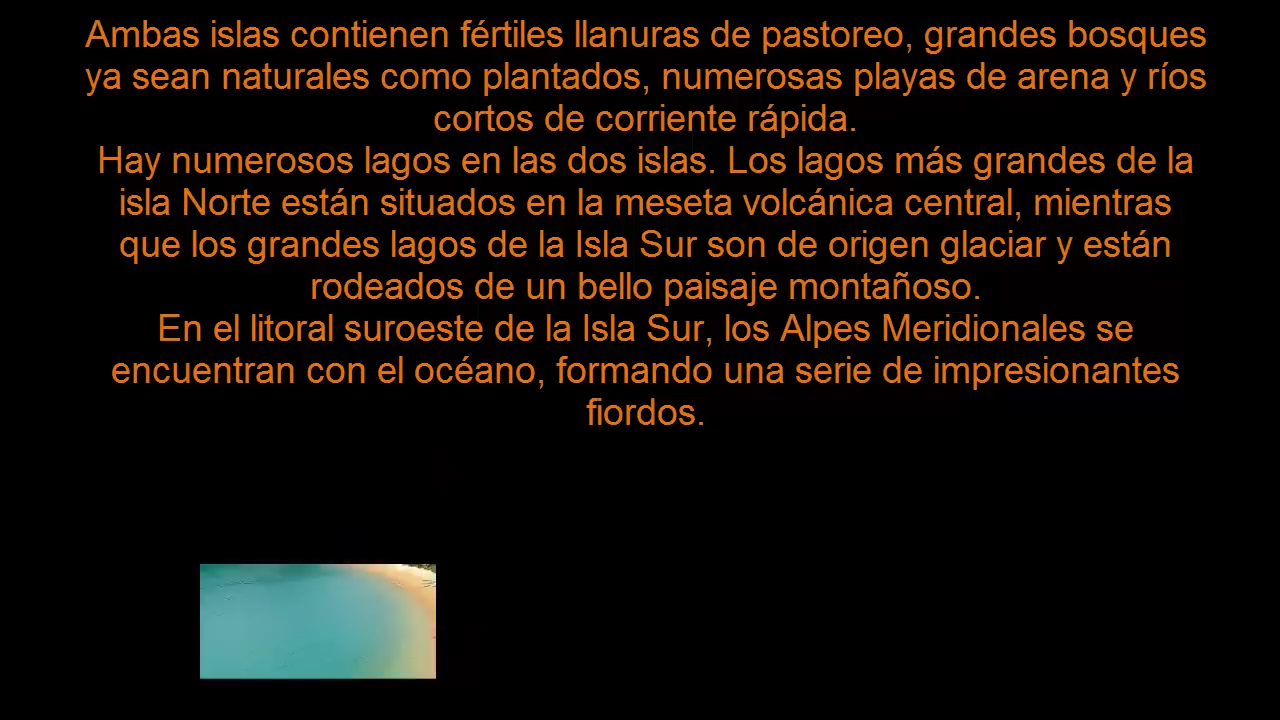 Ambas islas contienen fértiles llanuras de pastoreo, grandes bosques
ya sean naturales como plantados, numerosas playas de arena y ríos
cortos de corriente rápida.
Hay numerosos lagos en las dos islas. Los lagos más grandes de la
isla Norte están situados en la meseta volcánica central, mientras
que los grandes lagos de la Isla Sur son de origen glaciar y están
rodeados de un bello paisaje montañoso.
En el litoral suroeste de la Isla Sur, los Alpes Meridionales se
encuentran con el océano, formando una serie de impresionantes
fiordos.